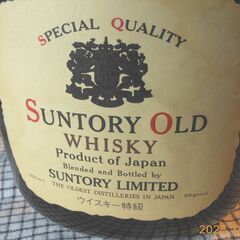 SPECIAL QUALITY
SUNTORY OLD
WHISKY
Product of Japan
Blended and Bottled by
SUNTORY LIMITED
THE OLDEST DISTILLERIES IN JAPAN
ウイスキー特級